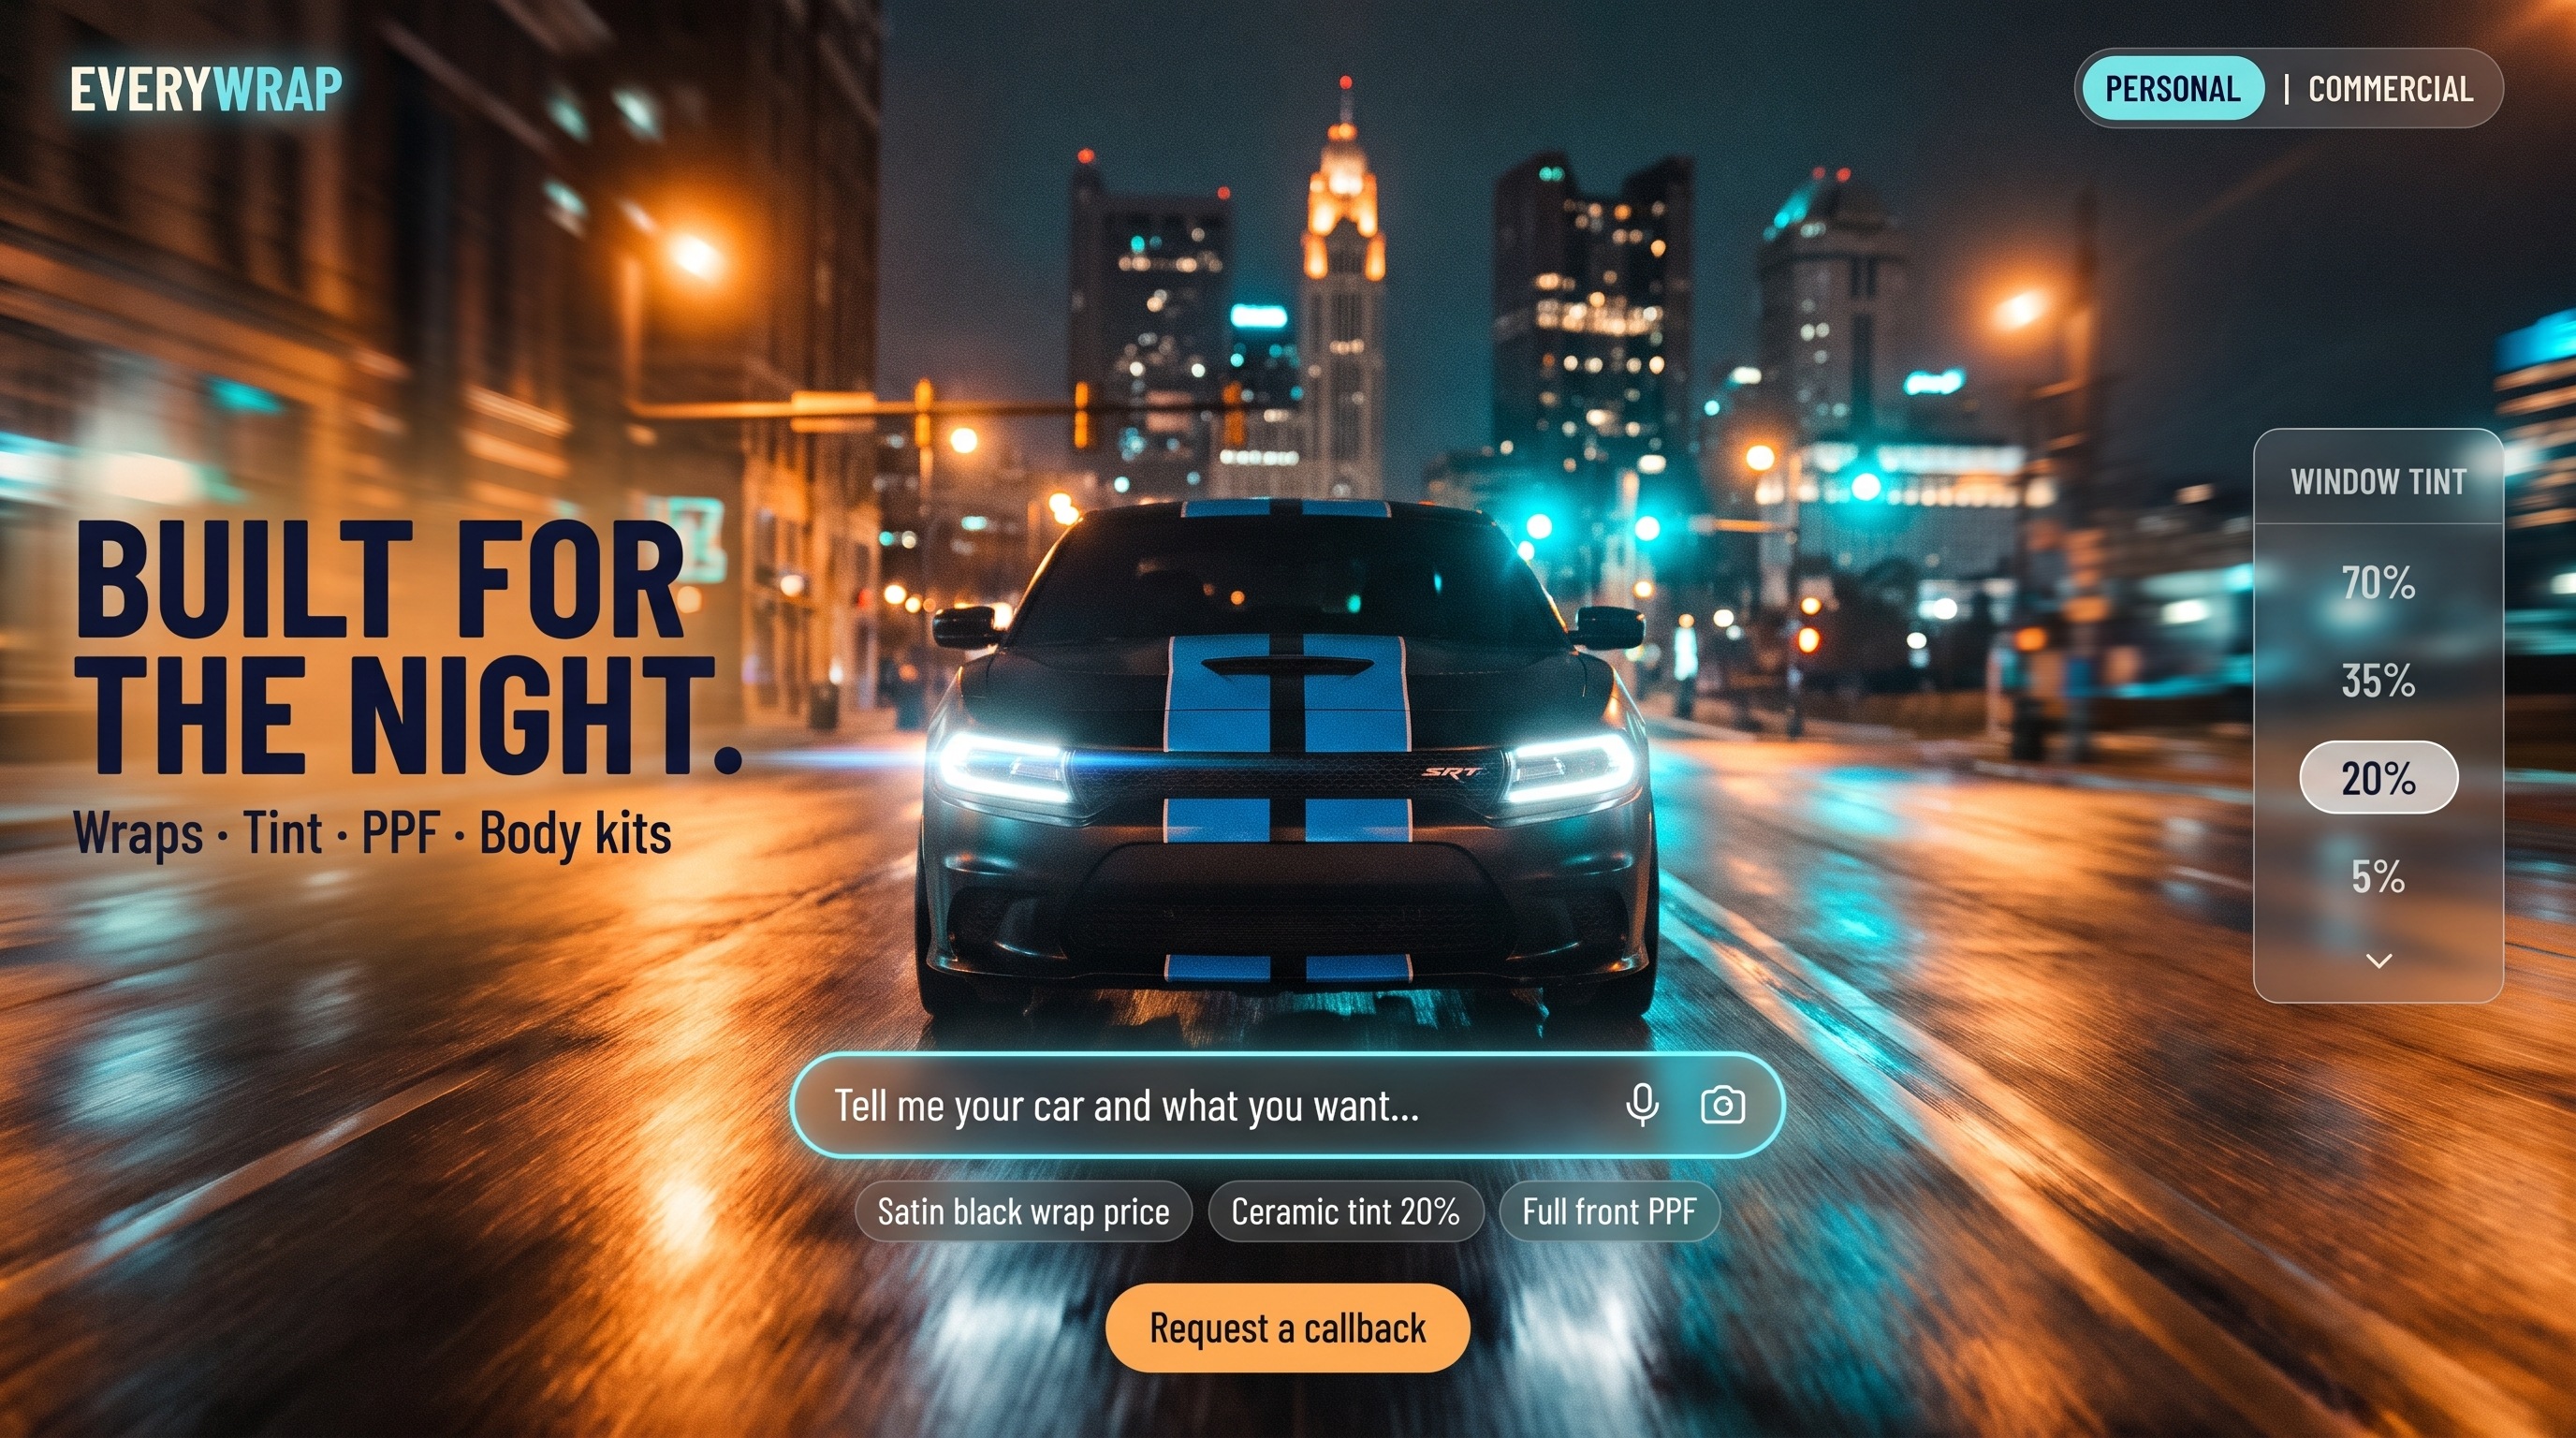 EVERYWRAP
PERSONAL | COMMERCIAL
BUILT FOR
THE NIGHT.
Wraps · Tint · PPF · Body kits
SRT
WINDOW TINT
70%
35%
20%
5%
Tell me your car and what you want...
Satin black wrap price
Ceramic tint 20%
Full front PPF
Request a callback